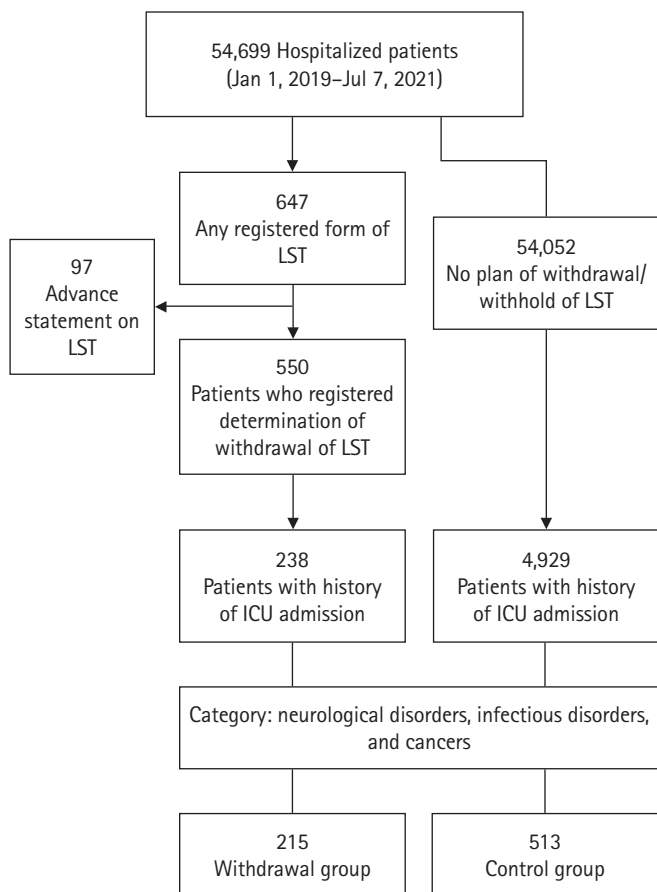 54,699 Hospitalized patients
(Jan 1, 2019–Jul 7, 2021)
647
Any registered form of
LST
54,052
No plan of withdrawal/
withhold of LST
97
Advance
statement on
LST
550
Patients who registered
determination of
withdrawal of LST
238
Patients with history
of ICU admission
4,929
Patients with history
of ICU admission
Category: neurological disorders, infectious disorders,
and cancers
215
Withdrawal group
513
Control group